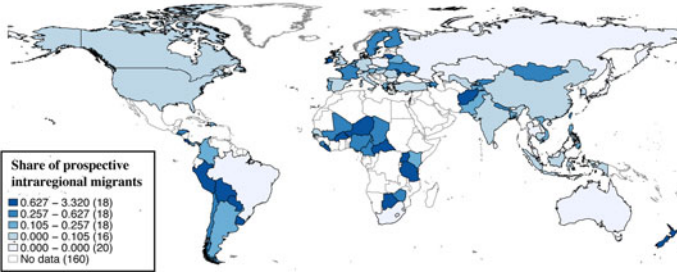 Share of prospective
intraregional migrants
0.627 – 3.320 (18)
0.257 – 0.627 (18)
0.105 – 0.257 (18)
0.000 – 0.105 (16)
0.000 – 0.000 (20)
No data (160)